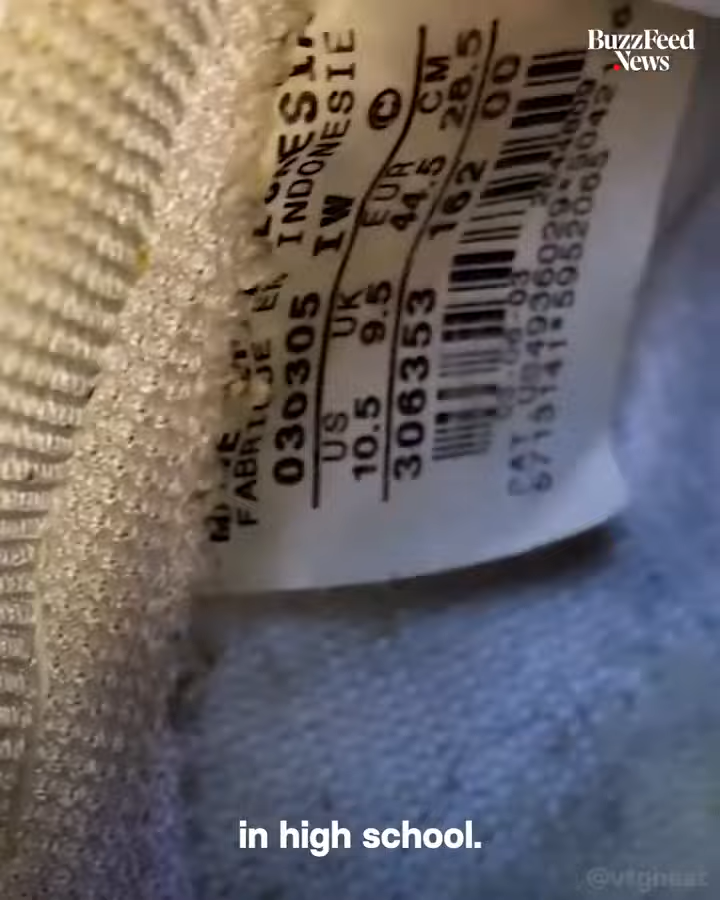 BuzzFeed
News
FABRIQUE EN INDONESIE
030305 IW
US UK EUR CM
10.5 9.5 44.5 28.5
306353 162 00
in high school.